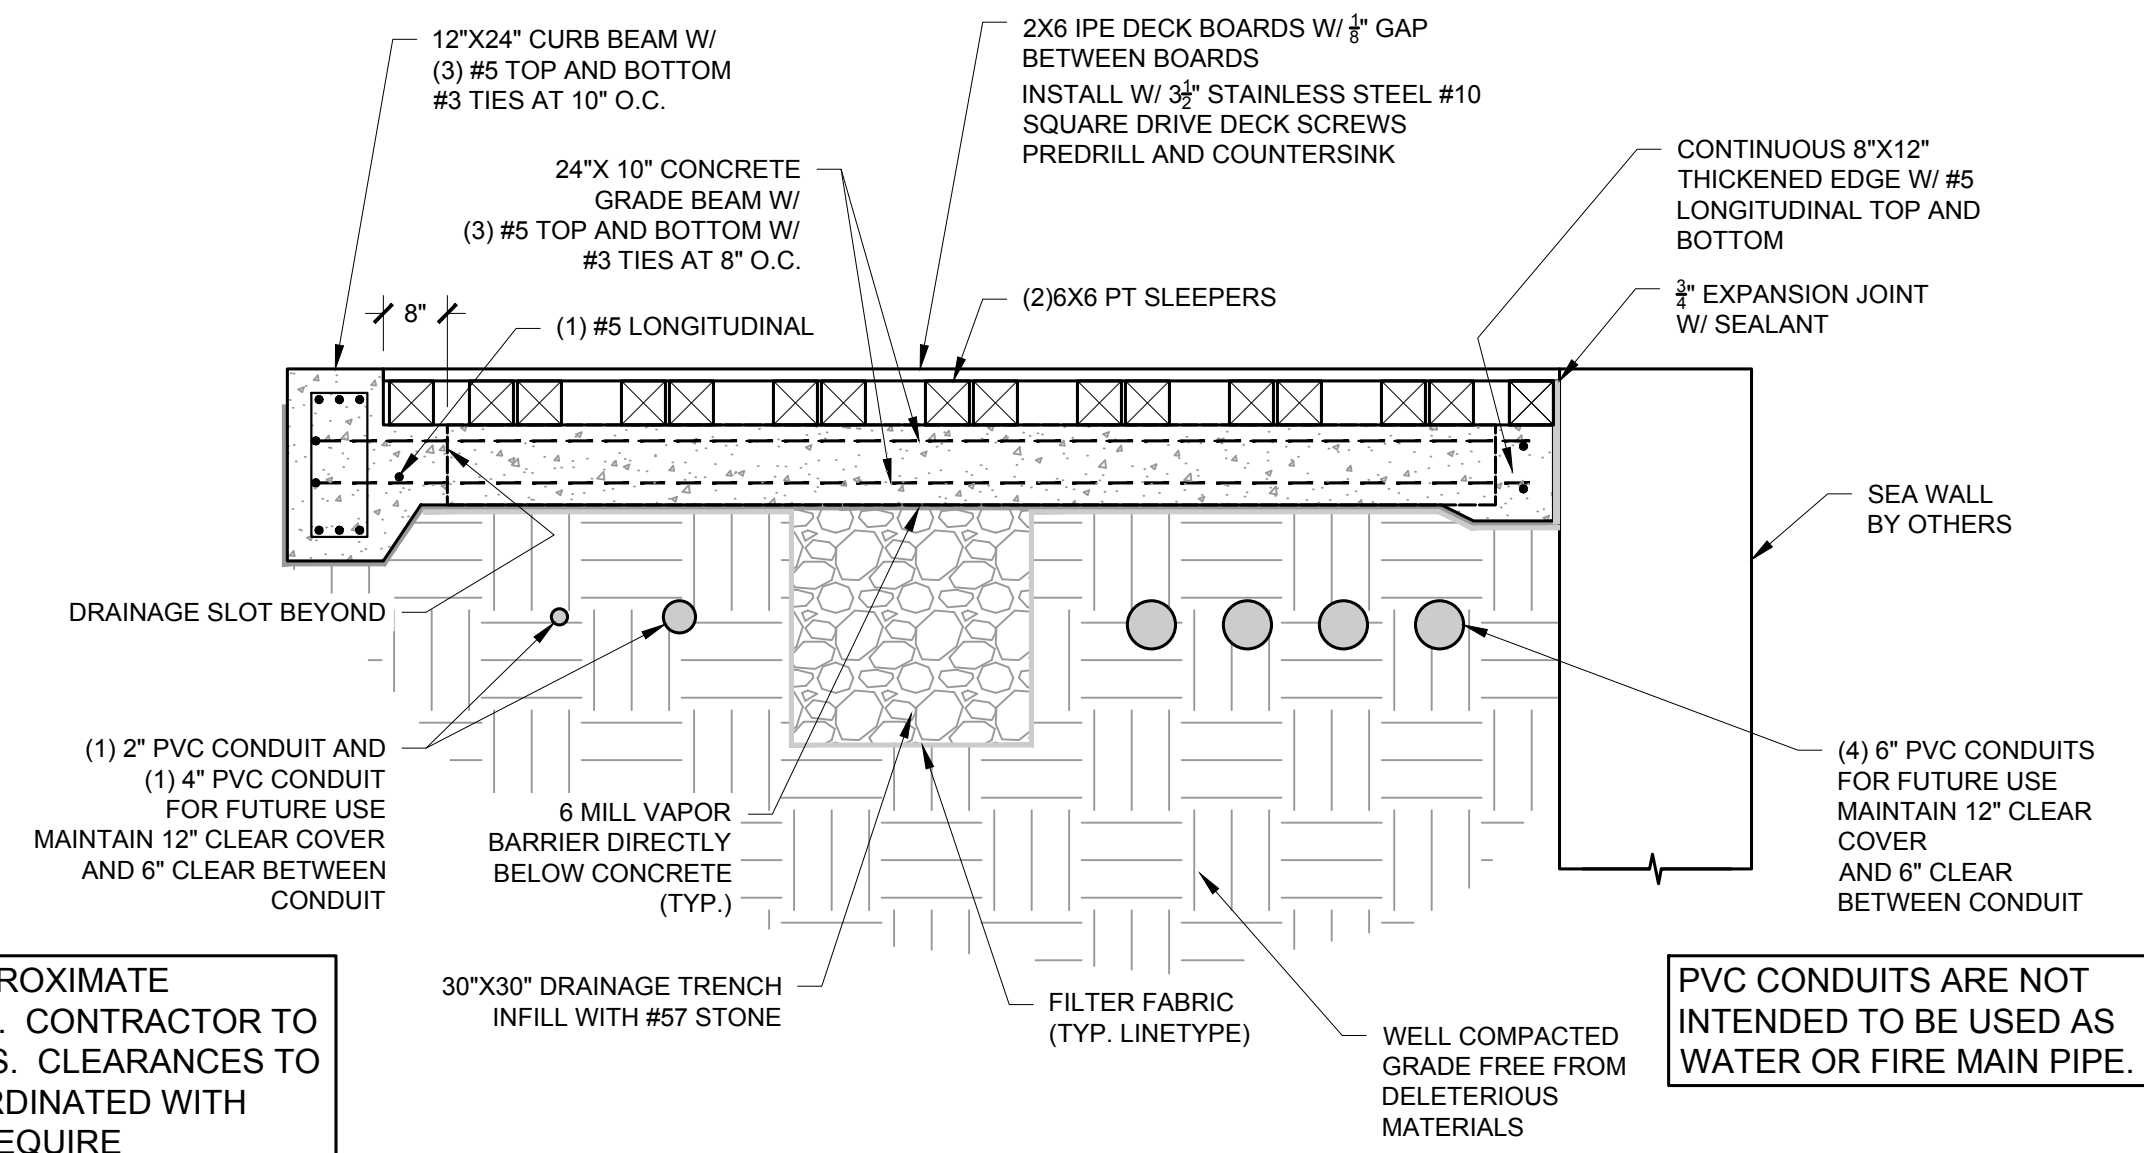 12"X24" CURB BEAM W/
(3) #5 TOP AND BOTTOM
#3 TIES AT 10" O.C.
2X6 IPE DECK BOARDS W/ 1/8" GAP
BETWEEN BOARDS
INSTALL W/ 3 1/2" STAINLESS STEEL #10
SQUARE DRIVE DECK SCREWS
PREDRILL AND COUNTERSINK
24"X 10" CONCRETE
GRADE BEAM W/
(3) #5 TOP AND BOTTOM W/
#3 TIES AT 8" O.C.
CONTINUOUS 8"X12"
THICKENED EDGE W/ #5
LONGITUDINAL TOP AND
BOTTOM
(2)6X6 PT SLEEPERS
3/4" EXPANSION JOINT
W/ SEALANT
8"
(1) #5 LONGITUDINAL
SEA WALL
BY OTHERS
DRAINAGE SLOT BEYOND
(1) 2" PVC CONDUIT AND
(1) 4" PVC CONDUIT
FOR FUTURE USE
MAINTAIN 12" CLEAR COVER
AND 6" CLEAR BETWEEN
CONDUIT
6 MILL VAPOR
BARRIER DIRECTLY
BELOW CONCRETE
(TYP.)
(4) 6" PVC CONDUITS
FOR FUTURE USE
MAINTAIN 12" CLEAR
COVER
AND 6" CLEAR
BETWEEN CONDUIT
30"X30" DRAINAGE TRENCH
INFILL WITH #57 STONE
FILTER FABRIC
(TYP. LINETYPE)
WELL COMPACTED
GRADE FREE FROM
DELETERIOUS
MATERIALS
ROXIMATE
. CONTRACTOR TO
S. CLEARANCES TO
RDINATED WITH
EQUIRE
PVC CONDUITS ARE NOT
INTENDED TO BE USED AS
WATER OR FIRE MAIN PIPE.